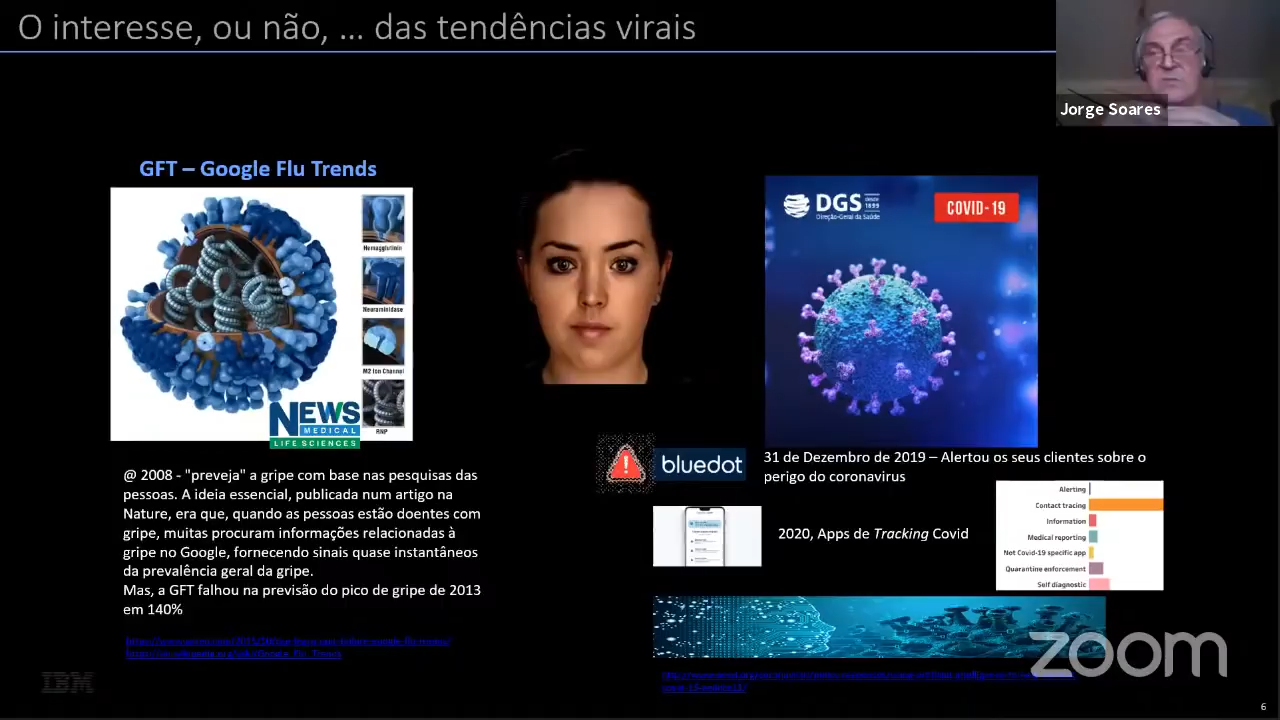 O interesse, ou não, ... das tendências virais
Jorge Soares
GFT – Google Flu Trends
Hemagglutinin
Neuraminidase
M2 Ion Channel
RNP
NEWS
MEDICAL
LIFE SCIENCES
@ 2008 - "preveja" a gripe com base nas pesquisas das
pessoas. A ideia essencial, publicada num artigo na
Nature, era que, quando as pessoas estão doentes com
gripe, muitas procuram informações relacionadas à
gripe no Google, fornecendo sinais quase instantâneos
da prevalência geral da gripe.
Mas, a GFT falhou na previsão do pico de gripe de 2013
em 140%
DGS desde 1899
Direção-Geral da Saúde
COVID-19
bluedot
31 de Dezembro de 2019 – Alertou os seus clientes sobre o
perigo do coronavirus
2020, Apps de Tracking Covid
Alerting
Contact tracing
Information
Medical reporting
Not Covid-19 specific app
Quarantine enforcement
Self diagnostic
zoom
IBM
6